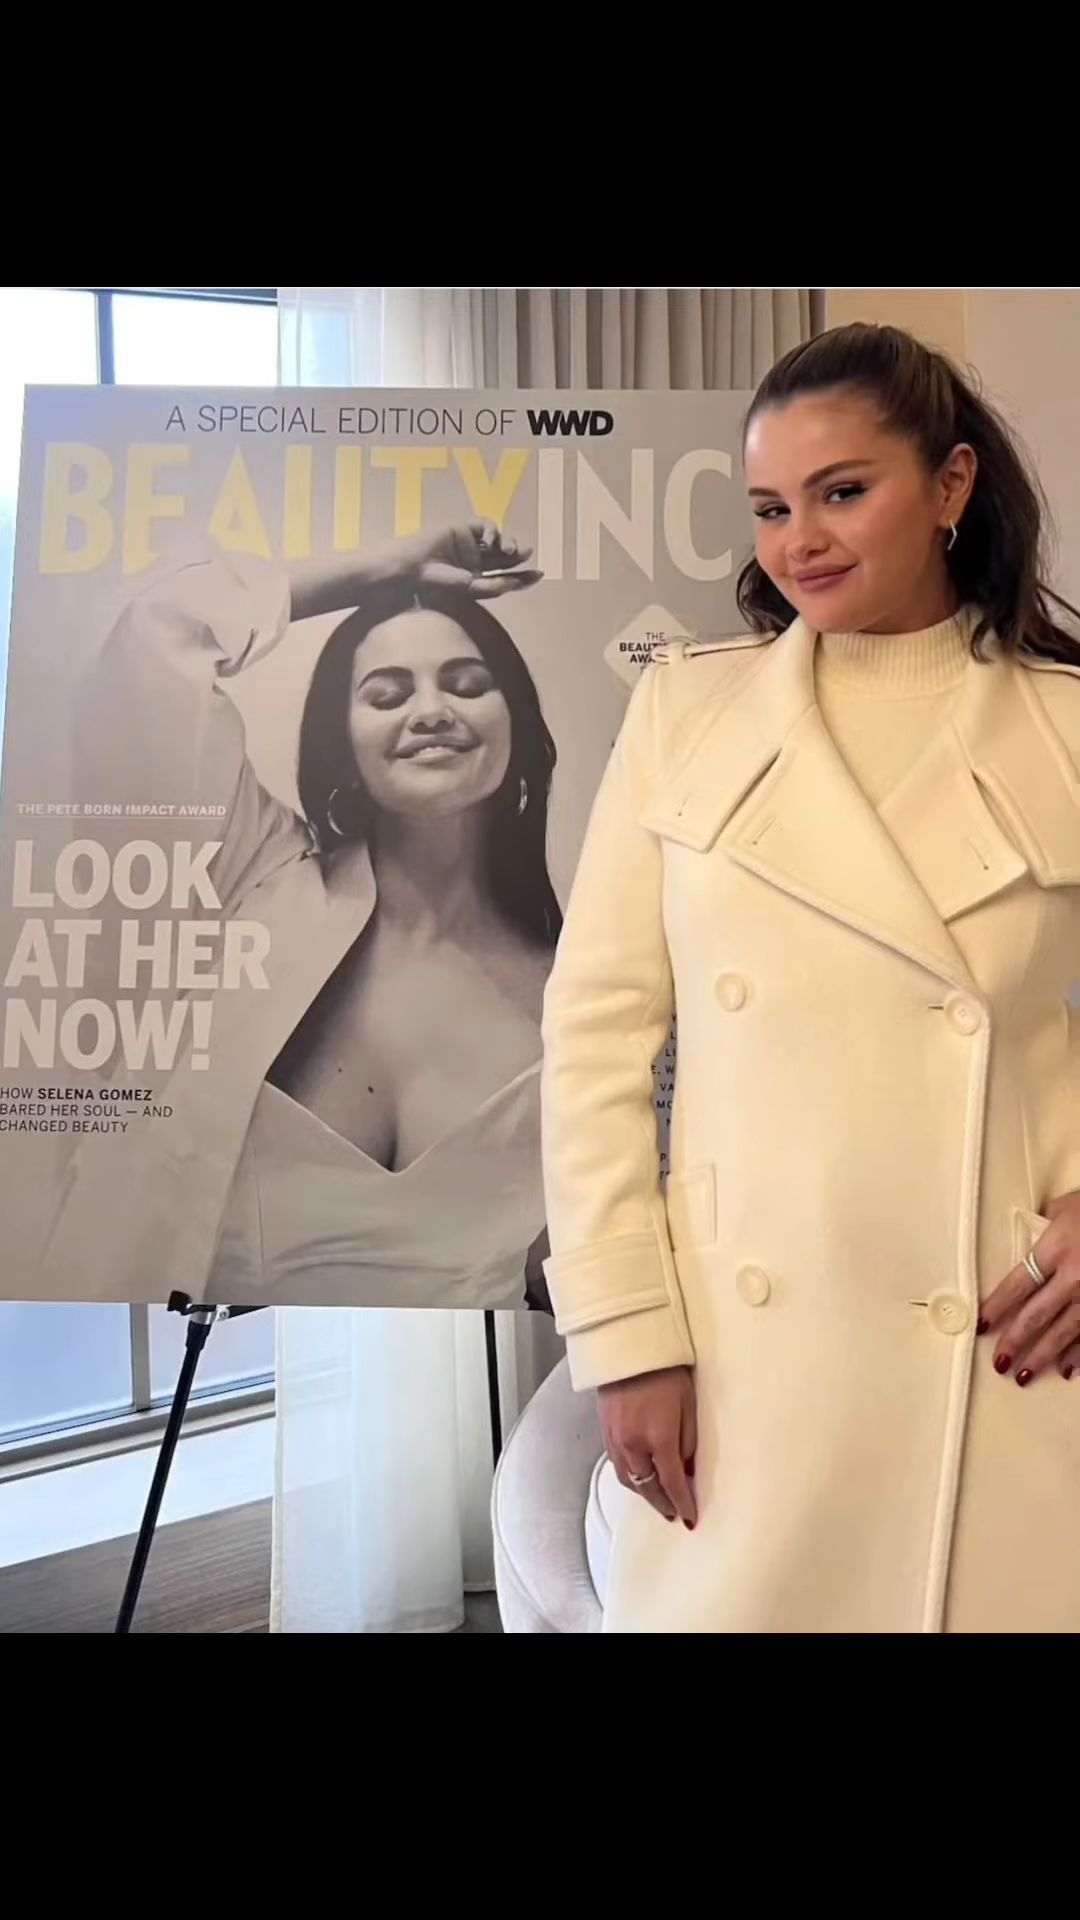 A SPECIAL EDITION OF WWD
BEAUTYINC
THE
BEAUTY
THE PETE BORN IMPACT AWARD
LOOK
AT HER
NOW!
HOW SELENA GOMEZ
BARED HER SOUL — AND
CHANGED BEAUTY